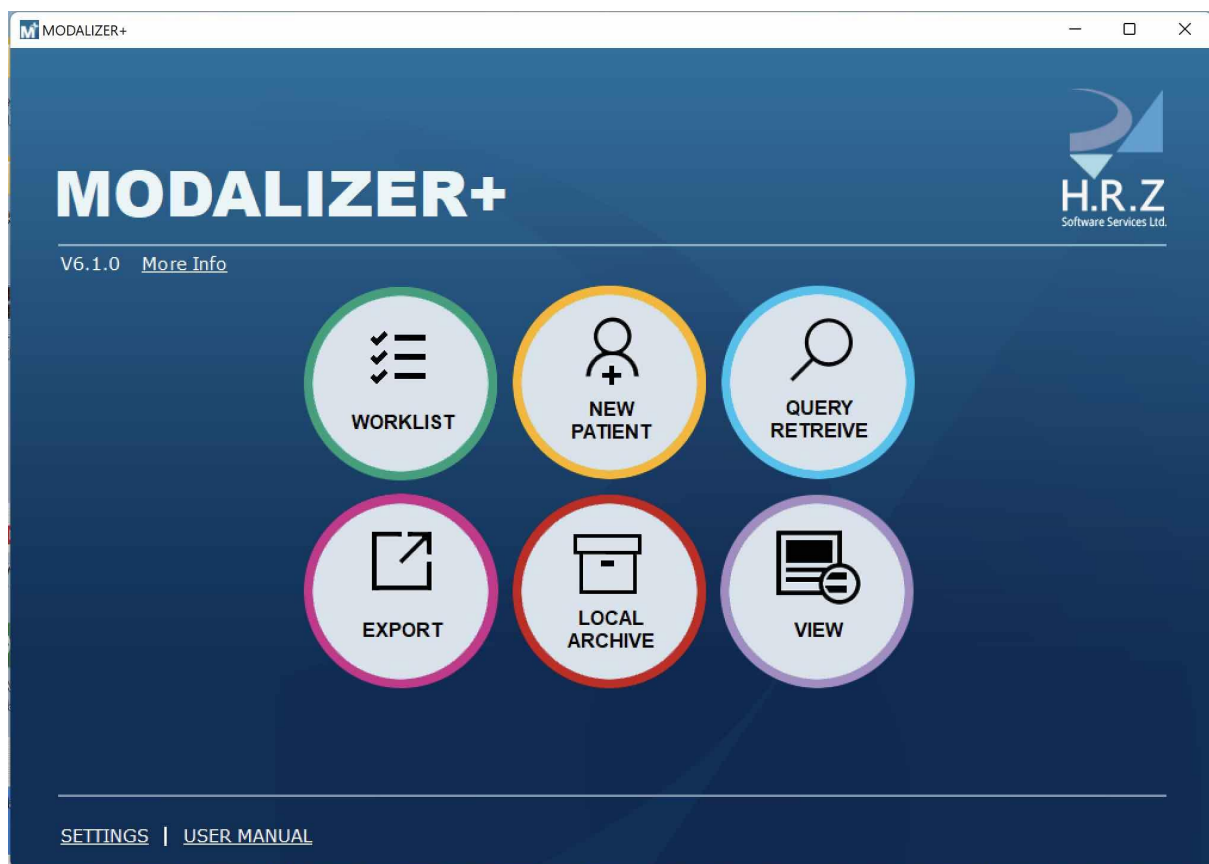 MODALIZER+
MODALIZER+
H.R.Z
Software Services Ltd.
V6.1.0 More Info
WORKLIST
NEW
PATIENT
QUERY
RETREIVE
EXPORT
LOCAL
ARCHIVE
VIEW
SETTINGS | USER MANUAL